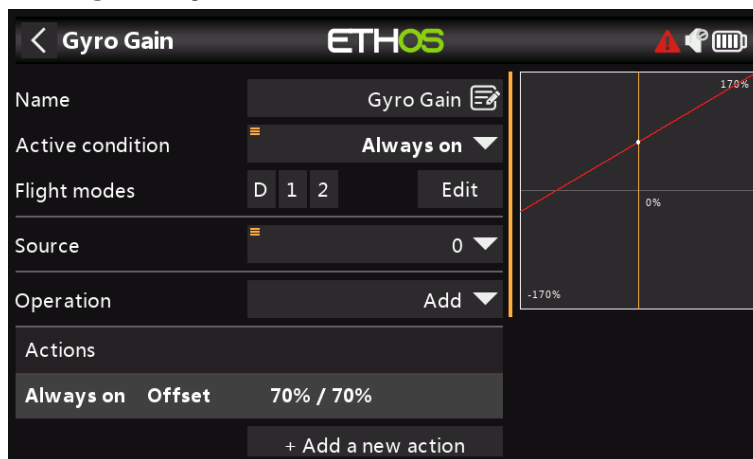 Gyro Gain ETHOS
Name Gyro Gain
Active condition Always on
Flight modes D 1 2 Edit
Source 0
Operation Add
Actions
Always on Offset 70% / 70%
+ Add a new action
170%
0%
-170%